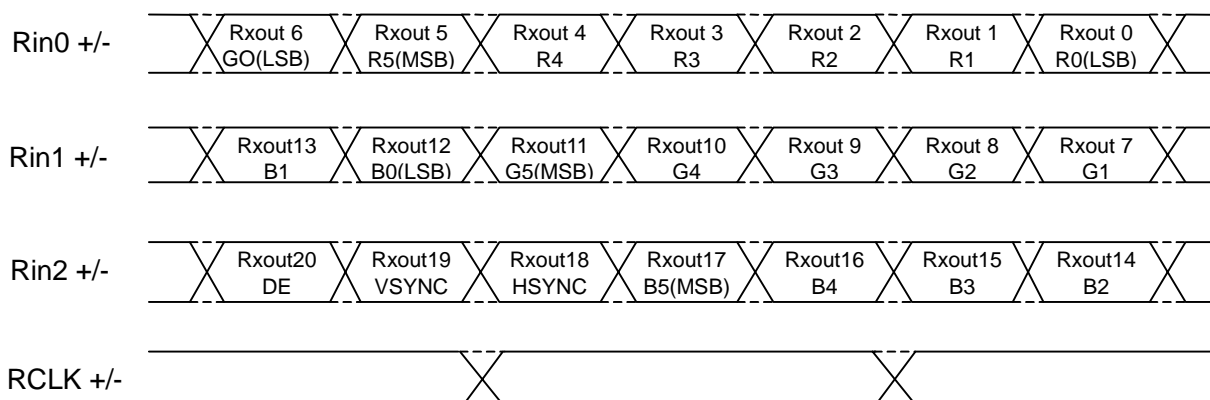 Rin0 +/-
Rxout 6 Rxout 5 Rxout 4 Rxout 3 Rxout 2 Rxout 1 Rxout 0
GO(LSB) R5(MSB) R4 R3 R2 R1 R0(LSB)
Rin1 +/-
Rxout13 Rxout12 Rxout11 Rxout10 Rxout 9 Rxout 8 Rxout 7
B1 B0(LSB) G5(MSB) G4 G3 G2 G1
Rin2 +/-
Rxout20 Rxout19 Rxout18 Rxout17 Rxout16 Rxout15 Rxout14
DE VSYNC HSYNC B5(MSB) B4 B3 B2
RCLK +/-